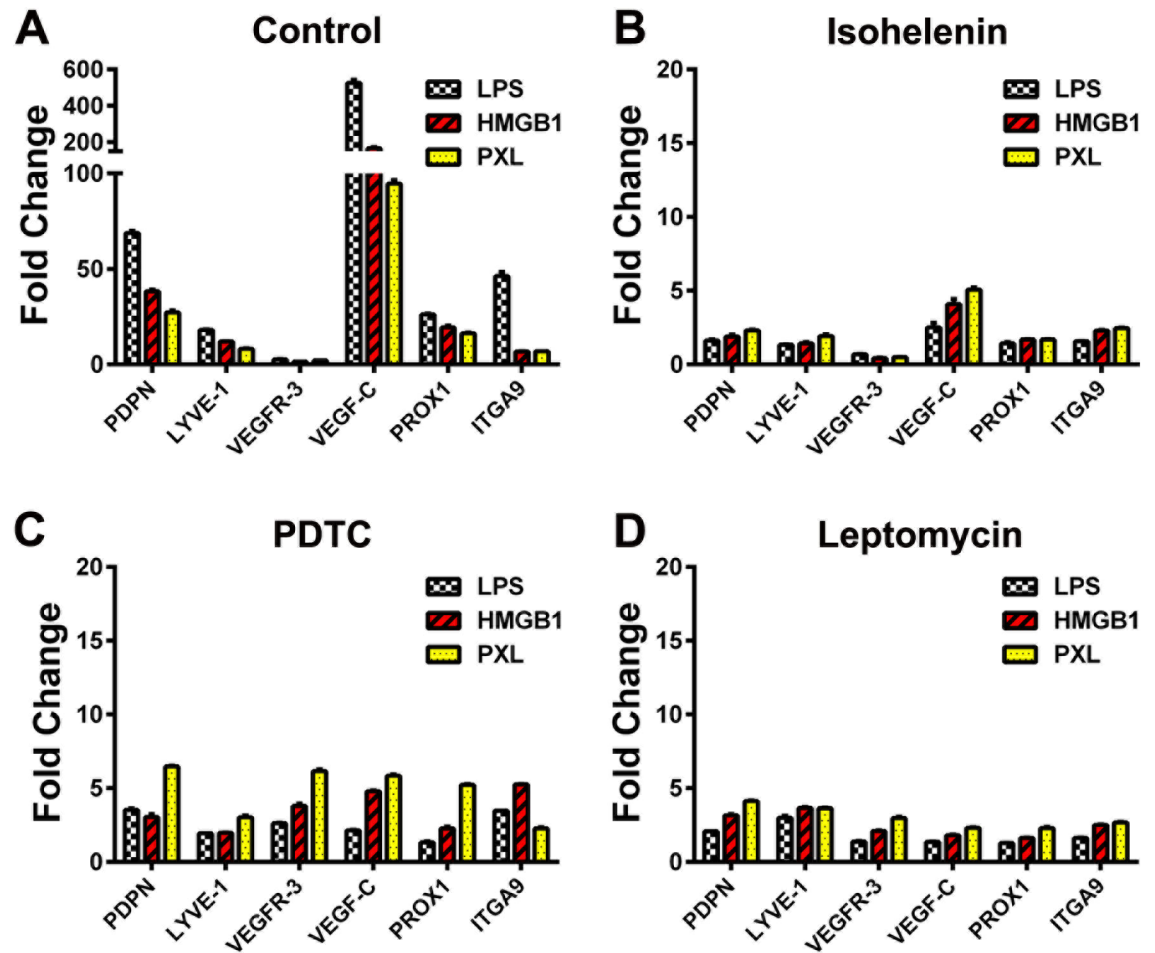 A
Control
Fold Change
600
400
200
100
50
0
LPS
HMGB1
PXL
PDPN
LYVE-1
VEGFR-3
VEGF-C
PROX1
ITGA9
B
Isohelenin
Fold Change
20
15
10
5
0
LPS
HMGB1
PXL
PDPN
LYVE-1
VEGFR-3
VEGF-C
PROX1
ITGA9
C
PDTC
Fold Change
20
15
10
5
0
LPS
HMGB1
PXL
PDPN
LYVE-1
VEGFR-3
VEGF-C
PROX1
ITGA9
D
Leptomycin
Fold Change
20
15
10
5
0
LPS
HMGB1
PXL
PDPN
LYVE-1
VEGFR-3
VEGF-C
PROX1
ITGA9